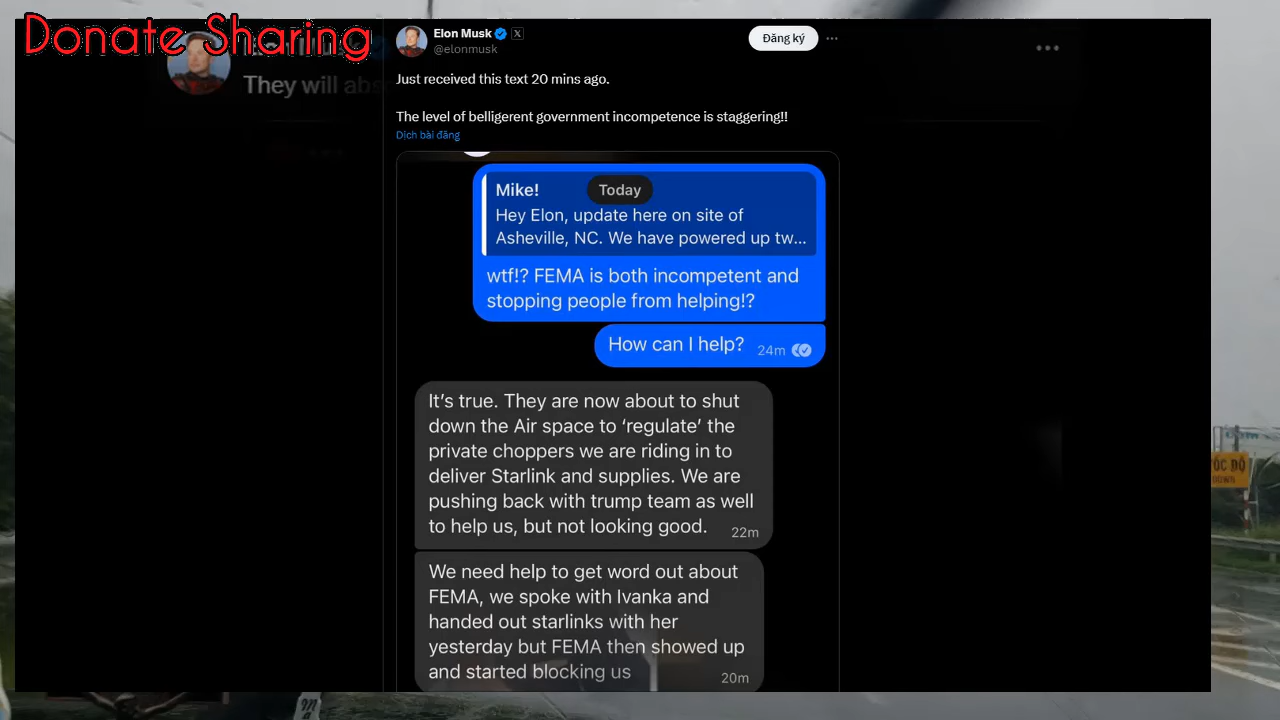 Donate Sharing
Elon Musk
@elonmusk
Đăng ký
They will abs
Just received this text 20 mins ago.
The level of belligerent government incompetence is staggering!!
Dịch bài đăng
Mike!
Today
Hey Elon, update here on site of
Asheville, NC. We have powered up tw...
wtf!? FEMA is both incompetent and
stopping people from helping!?
How can I help?
24m
It's true. They are now about to shut
down the Air space to ‘regulate’ the
private choppers we are riding in to
deliver Starlink and supplies. We are
pushing back with trump team as well
to help us, but not looking good.
22m
We need help to get word out about
FEMA, we spoke with Ivanka and
handed out starlinks with her
yesterday but FEMA then showed up
and started blocking us
20m
ỐC ĐỘ
DOWN